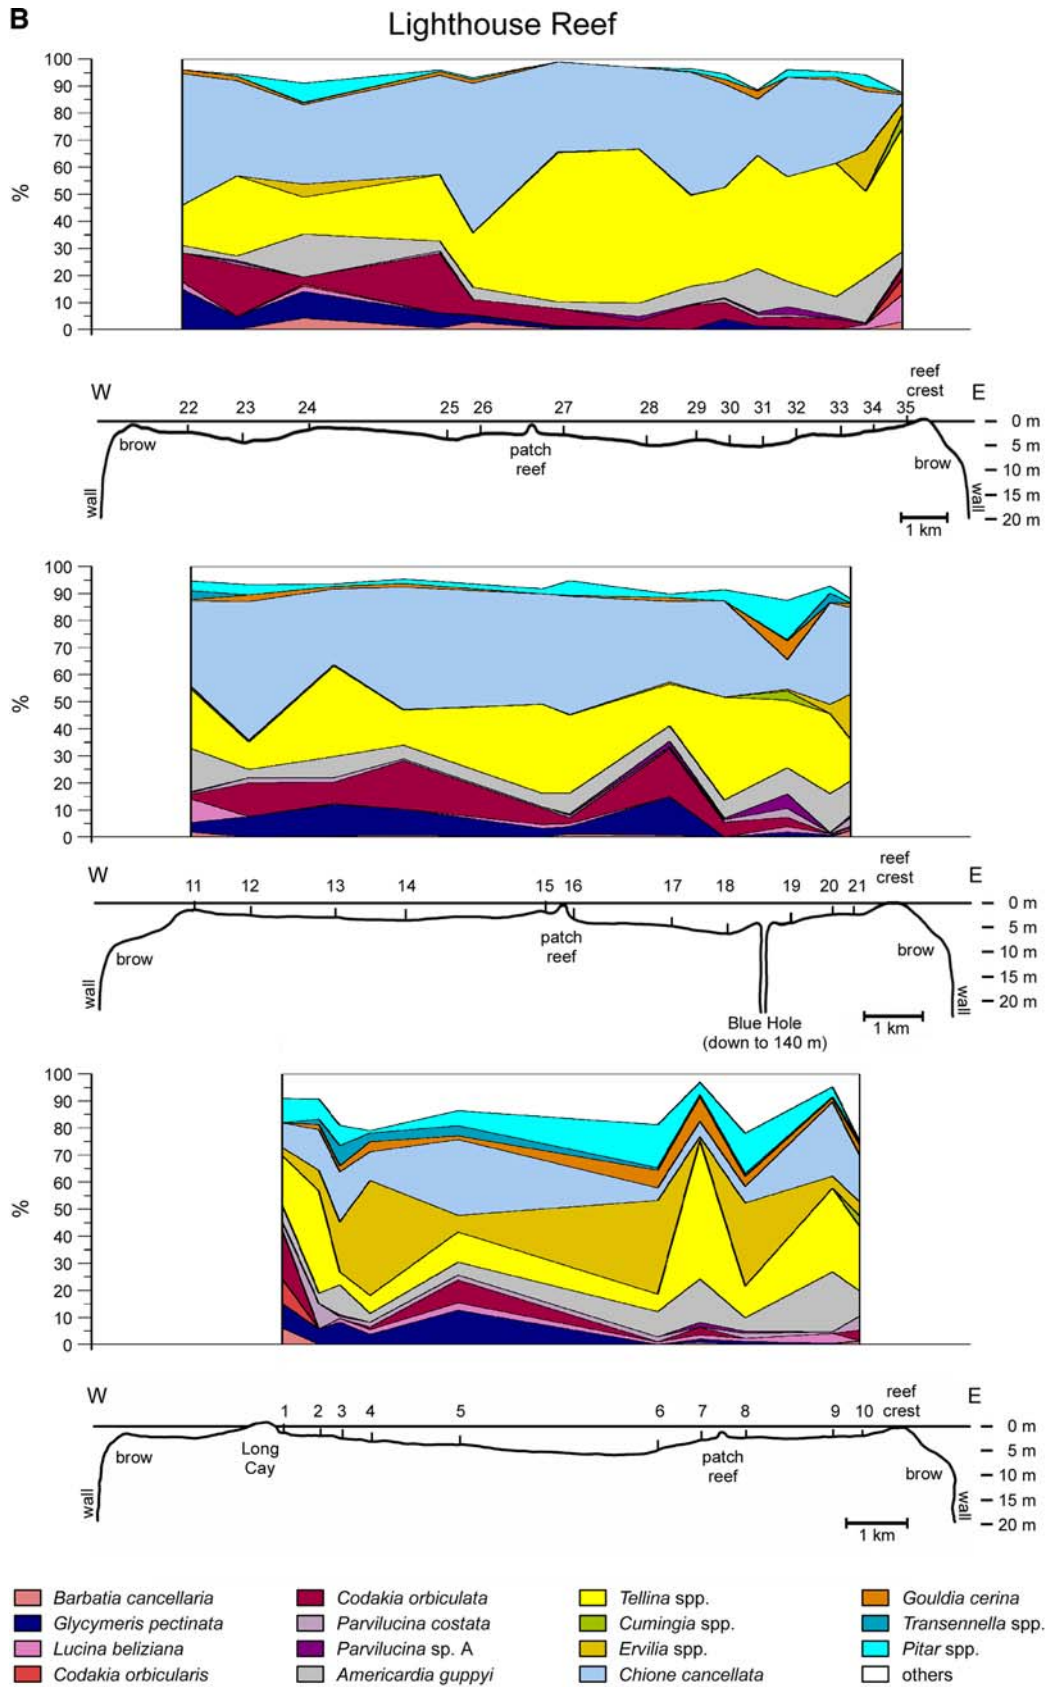 B
Lighthouse Reef
100
90
80
70
60
50
40
30
20
10
0
%
W
22
23
24
25
26
27
28
29
30
31
32
33
34
35
reef
crest
E
brow
wall
patch
reef
brow
wall
0 m
5 m
10 m
15 m
20 m
1 km
100
90
80
70
60
50
40
30
20
10
0
%
W
11
12
13
14
15
16
17
18
19
20
21
reef
crest
E
brow
wall
patch
reef
Blue Hole
(down to 140 m)
brow
wall
0 m
5 m
10 m
15 m
20 m
1 km
100
90
80
70
60
50
40
30
20
10
0
%
W
1
2
3
4
5
6
7
8
9
10
reef
crest
E
brow
wall
Long
Cay
patch
reef
brow
wall
0 m
5 m
10 m
15 m
20 m
1 km
Barbatia cancellaria
Glycymeris pectinata
Lucina beliziana
Codakia orbicularis
Codakia orbiculata
Parvilucina costata
Parvilucina sp. A
Americardia guppyi
Tellina spp.
Cumingia spp.
Ervilia spp.
Chione cancellata
Gouldia cerina
Transennella spp.
Pitar spp.
others